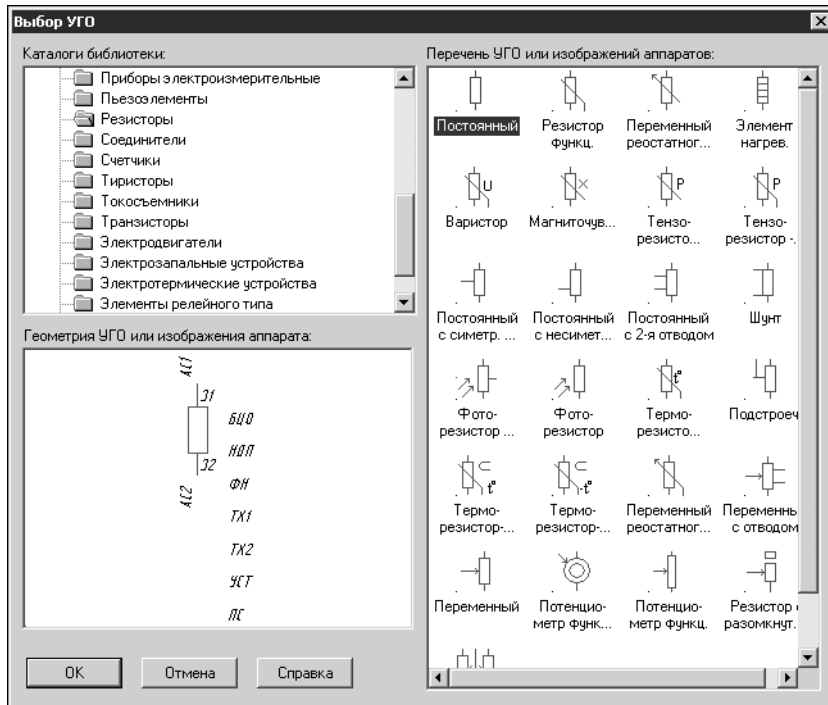 Выбор УГО
Каталоги библиотеки:
Приборы электроизмерительные
Пьезоэлементы
Резисторы
Соединители
Счетчики
Тиристоры
Токосъемники
Транзисторы
Электродвигатели
Электрозапальные устройства
Электротермические устройства
Элементы релейного типа
Геометрия УГО или изображения аппарата:
АС1
Э1
БЦО
НОП
Э2
ФН
АС2
ТХ1
ТХ2
УСТ
ПС
ОК
Отмена
Справка
Перечень УГО или изображений аппаратов:
Постоянный
Резистор
функц.
Переменный
реостатног...
Элемент
нагрев.
U
P
P
Варистор
Магниточув...
Тензо-
резисто...
Тензо-
резистор -.
Постоянный
с симетр. ...
Постоянный
с несимет...
Постоянный
с 2-я отводом
Шунт
t°
Фото-
резистор ...
Фото-
резистор
Термо-
резисто...
Подстроеч
t°
-t°
Термо-
резистор-...
Термо-
резистор-...
Переменный
реостатног...
Переменны
с отводом
Переменный
Потенцио-
метр функ...
Потенцио-
метр функц.
Резистор с
разомкнут.